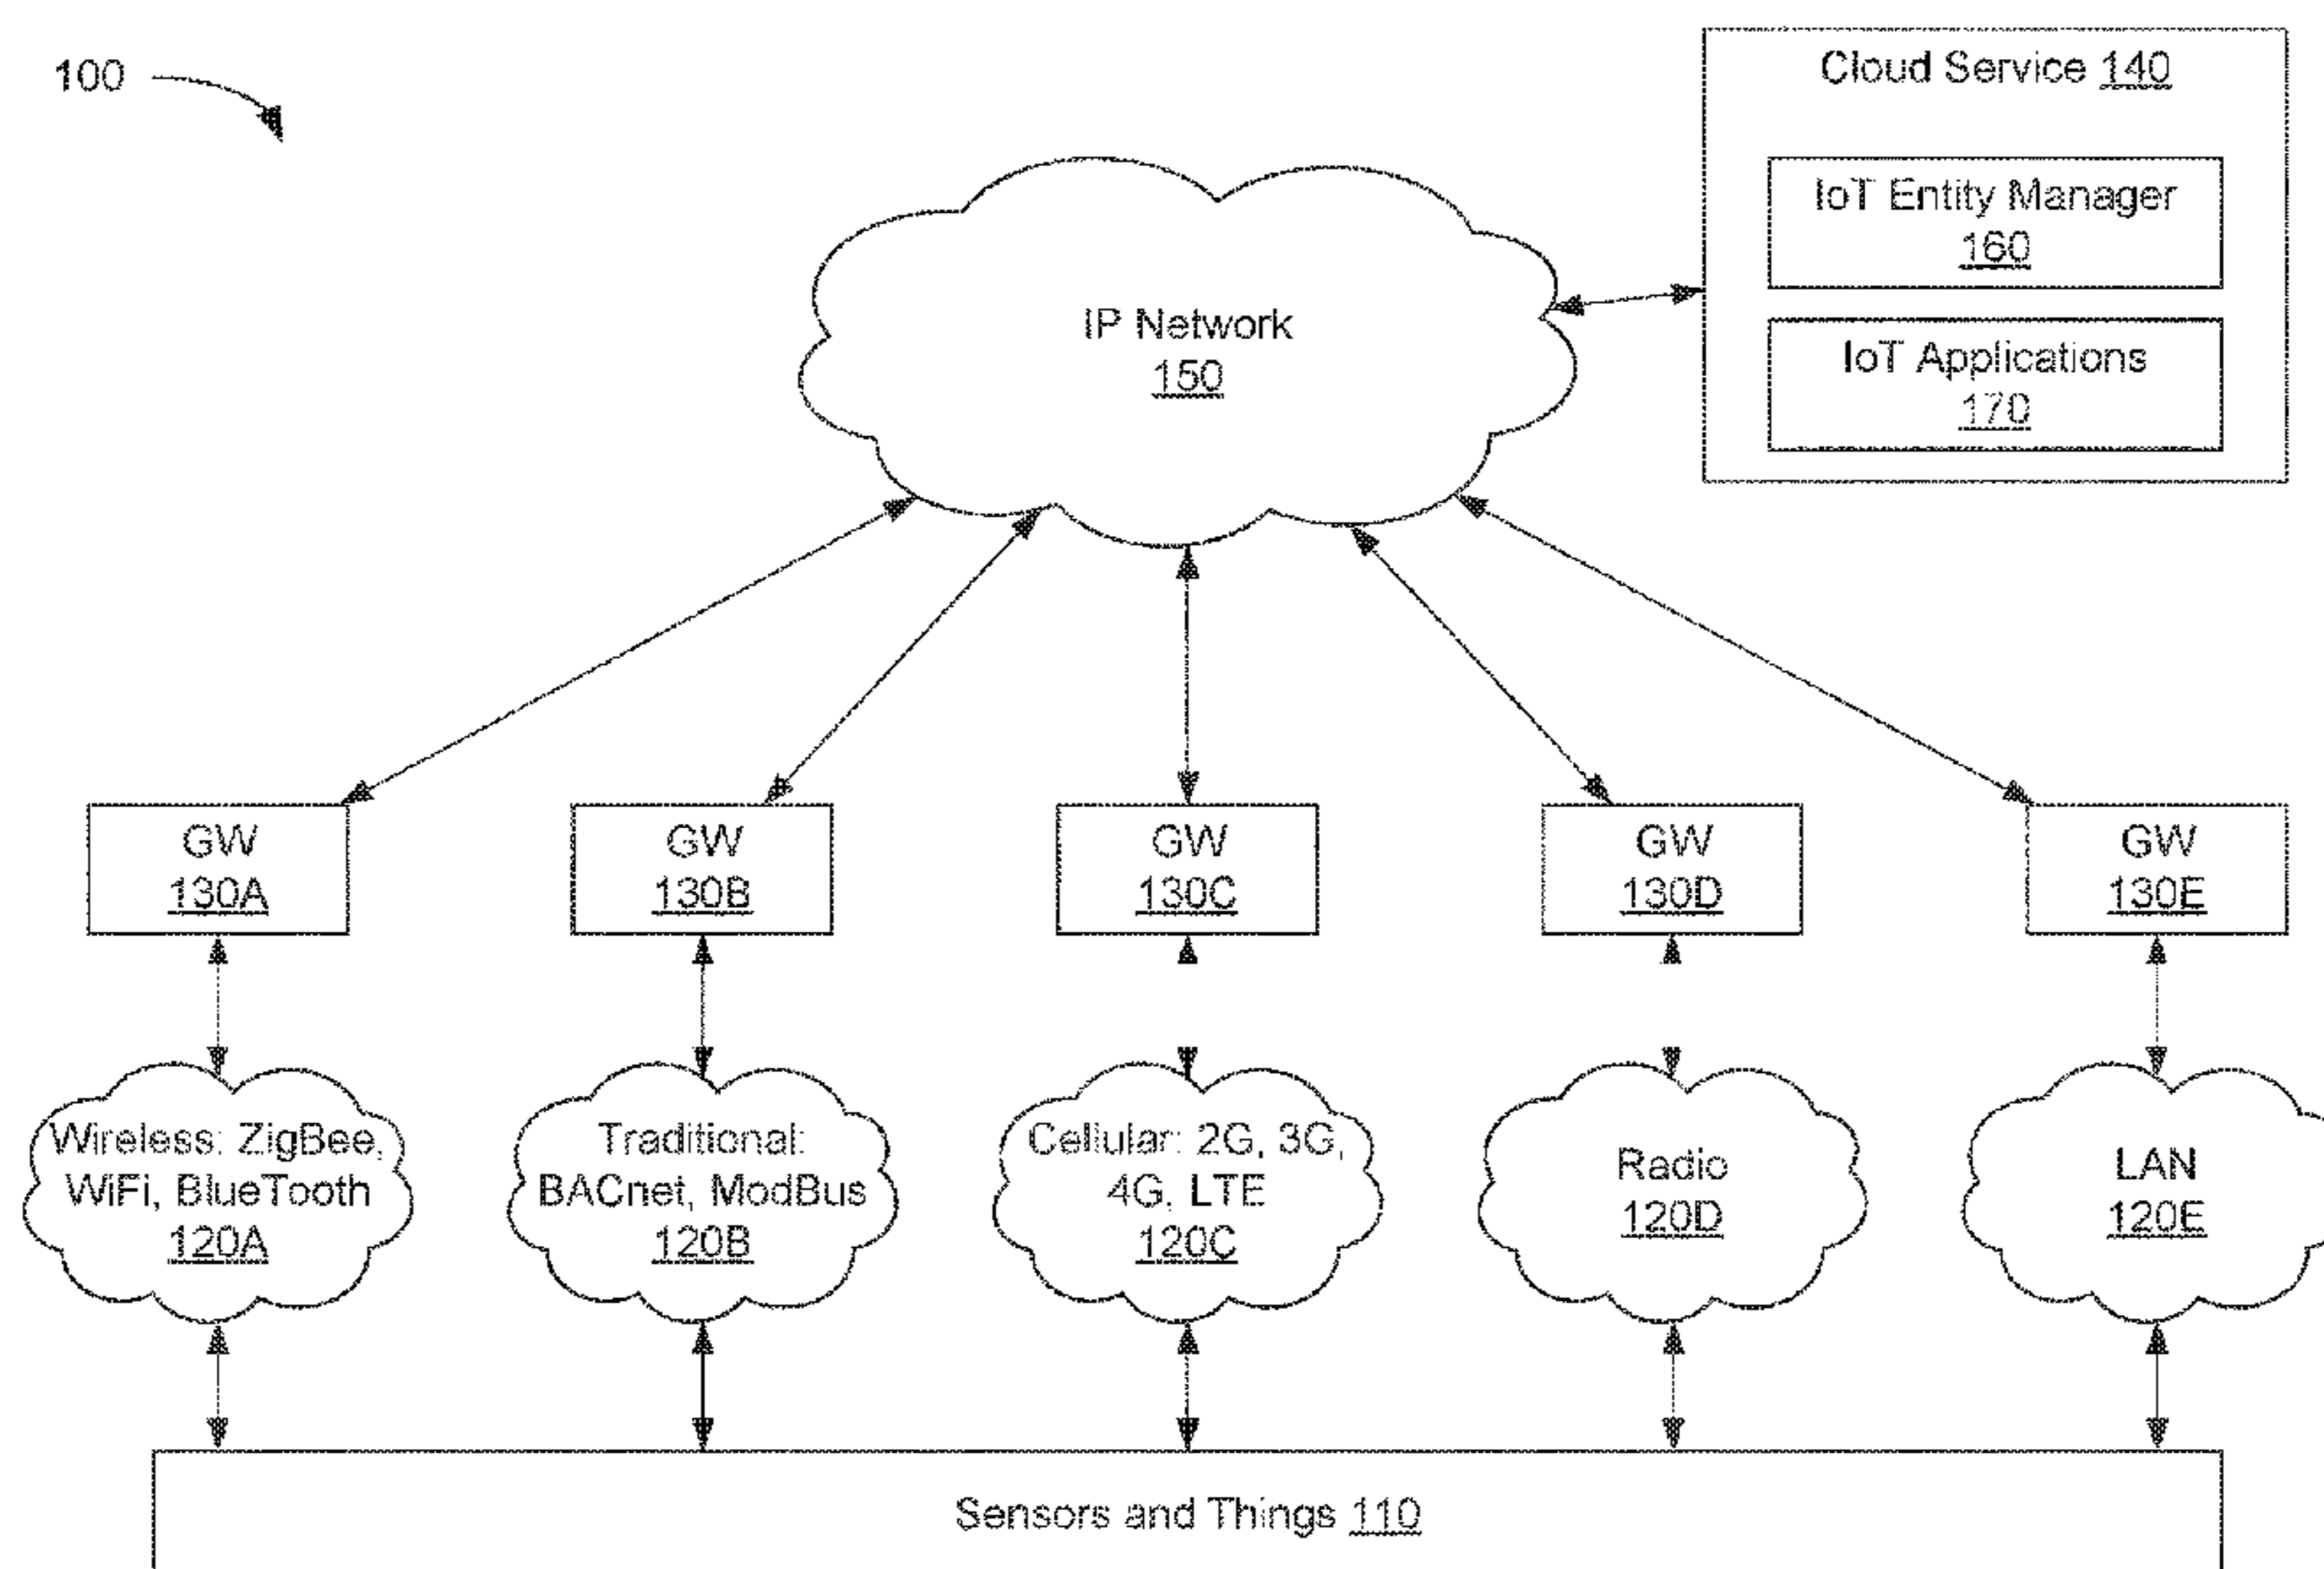 100
Cloud Service 140
IoT Entity Manager
160
IoT Applications
170
IP Network
150
GW
130A
GW
130B
GW
130C
GW
130D
GW
130E
Wireless: ZigBee,
WiFi, BlueTooth
120A
Traditional:
BACnet, ModBus
120B
Cellular: 2G, 3G,
4G, LTE
120C
Radio
120D
LAN
120E
Sensors and Things 110